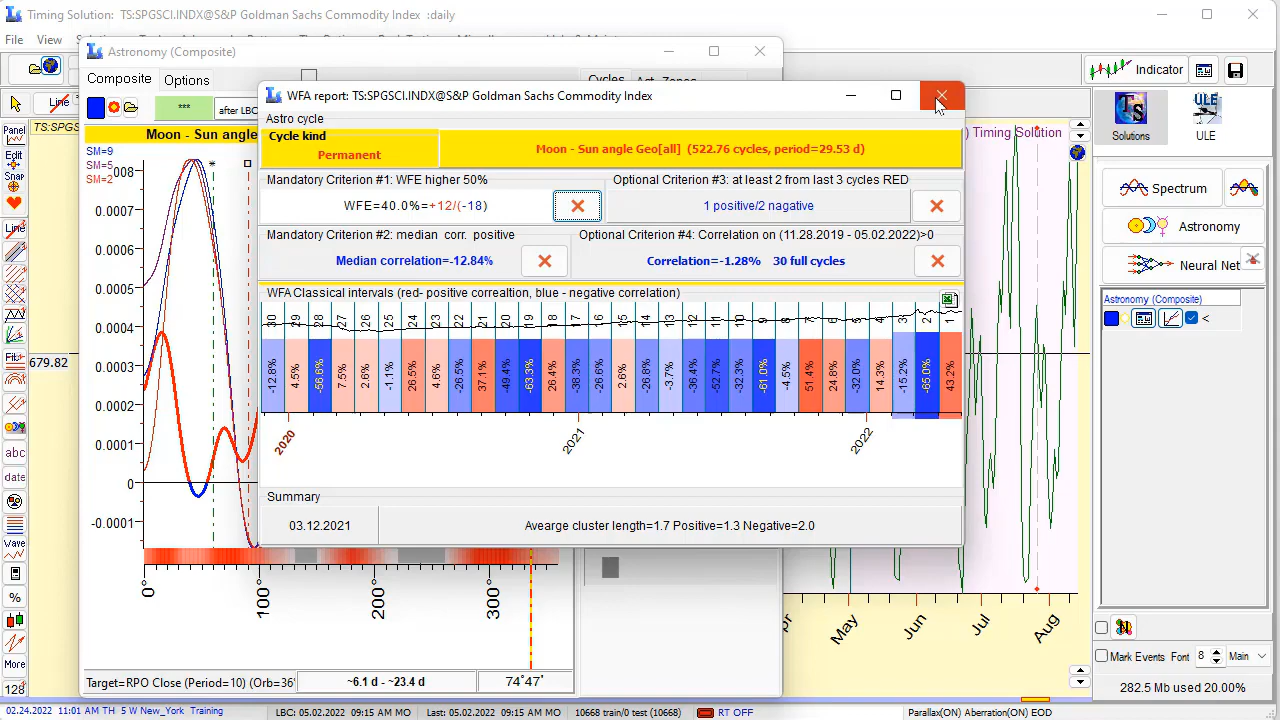 Timing Solution: TS:SPGSCI.INDX@S&P Goldman Sachs Commodity Index :daily
File View
Astronomy (Composite)
Composite Options
Cycles
Line
***
after LBC
Indicator
WFA report: TS:SPGSCI.INDX@S&P Goldman Sachs Commodity Index
Astro cycle
Cycle kind
Permanent
Moon - Sun angle Geo[all] (522.76 cycles, period=29.53 d)
Mandatory Criterion #1: WFE higher 50%
Optional Criterion #3: at least 2 from last 3 cycles RED
WFE=40.0%=+12/(-18)
1 positive/2 nagative
Mandatory Criterion #2: median corr. positive
Optional Criterion #4: Correlation on (11.28.2019 - 05.02.2022)>0
Median correlation=-12.84%
Correlation=-1.28% 30 full cycles
WFA Classical intervals (red- positive correaltion, blue - negative correlation)
30 29 28 27 26 25 24 23 22 21 20 19 18 17 16 15 14 13 12 11 10 9 8 7 6 5 4 3 2 1
-12.8% 4.5% -56.6% 7.5% 2.6% -1.1% 26.5% 4.6% -26.5% 37.1% -49.4% -63.3% 26.4% -38.3% -26.6% 2.6% -26.8% -3.7% -36.4% -52.7% -32.3% -61.0% -4.5% 51.4% 24.8% -32.0% 14.3% -15.2% -85.0% 43.2%
2020 2021 2022
Summary
03.12.2021
Avearge cluster length=1.7 Positive=1.3 Negative=2.0
Panel
Edit
Snap
Line
Fit
abc
date
Wave
%
More
128
TS:SPGS
679.82
Moon - Sun angle
SM=9
SM=5
SM=2
008
0.0007
0.0006
0.0005
0.0004
0.0003
0.0002
0.0001
0
-0.0001
0° 100° 200° 300°
Target=RPO Close (Period=10) (Orb=36
~6.1 d - ~23.4 d
74°47'
) Timing Solution
May Jun Jul Aug
Solutions
ULE
ULE
Spectrum
Astronomy
Neural Net
Astronomy (Composite)
<
Mark Events Font 8 Main
282.5 Mb used 20.00%
02.24.2022 11:01 AM TH 5 W New_York Training
LBC: 05.02.2022 09:15 AM MO
Last: 05.02.2022 09:15 AM MO
10668 train/0 test (10668)
RT OFF
Parallax(ON) Aberration(ON) EOD